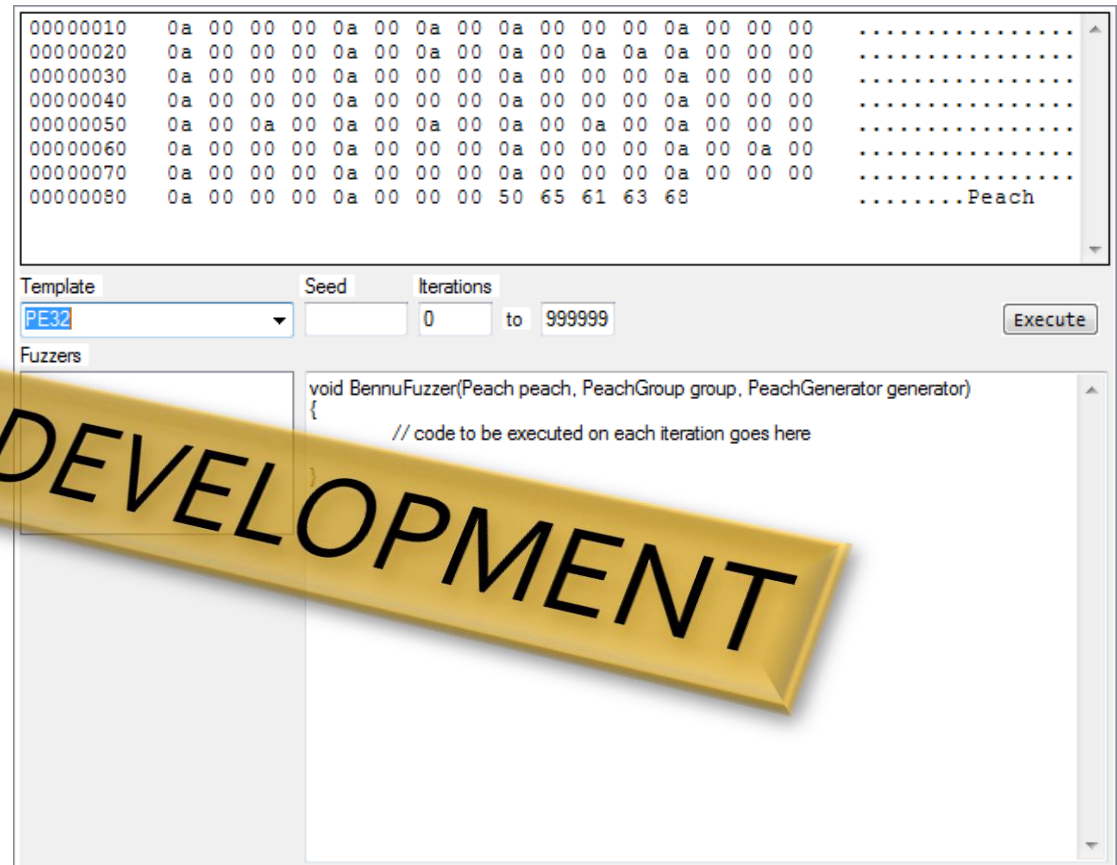 00000010 0a 00 00 00 0a 00 0a 00 0a 00 00 00 0a 00 00 00 ................
00000020 0a 00 00 00 0a 00 00 00 0a 00 0a 0a 0a 00 00 00 ................
00000030 0a 00 00 00 0a 00 00 00 0a 00 00 00 0a 00 00 00 ................
00000040 0a 00 00 00 0a 00 00 00 0a 00 00 00 0a 00 00 00 ................
00000050 0a 00 0a 00 0a 00 0a 00 0a 00 0a 00 0a 00 00 00 ................
00000060 0a 00 00 00 0a 00 00 00 0a 00 00 00 0a 00 0a 00 ................
00000070 0a 00 00 00 0a 00 00 00 0a 00 00 00 0a 00 00 00 ................
00000080 0a 00 00 00 0a 00 00 00 50 65 61 63 68 ........Peach
Template Seed Iterations
PE32 0 to 999999 Execute
Fuzzers
void BennuFuzzer(Peach peach, PeachGroup group, PeachGenerator generator)
{
// code to be executed on each iteration goes here
}
DEVELOPMENT